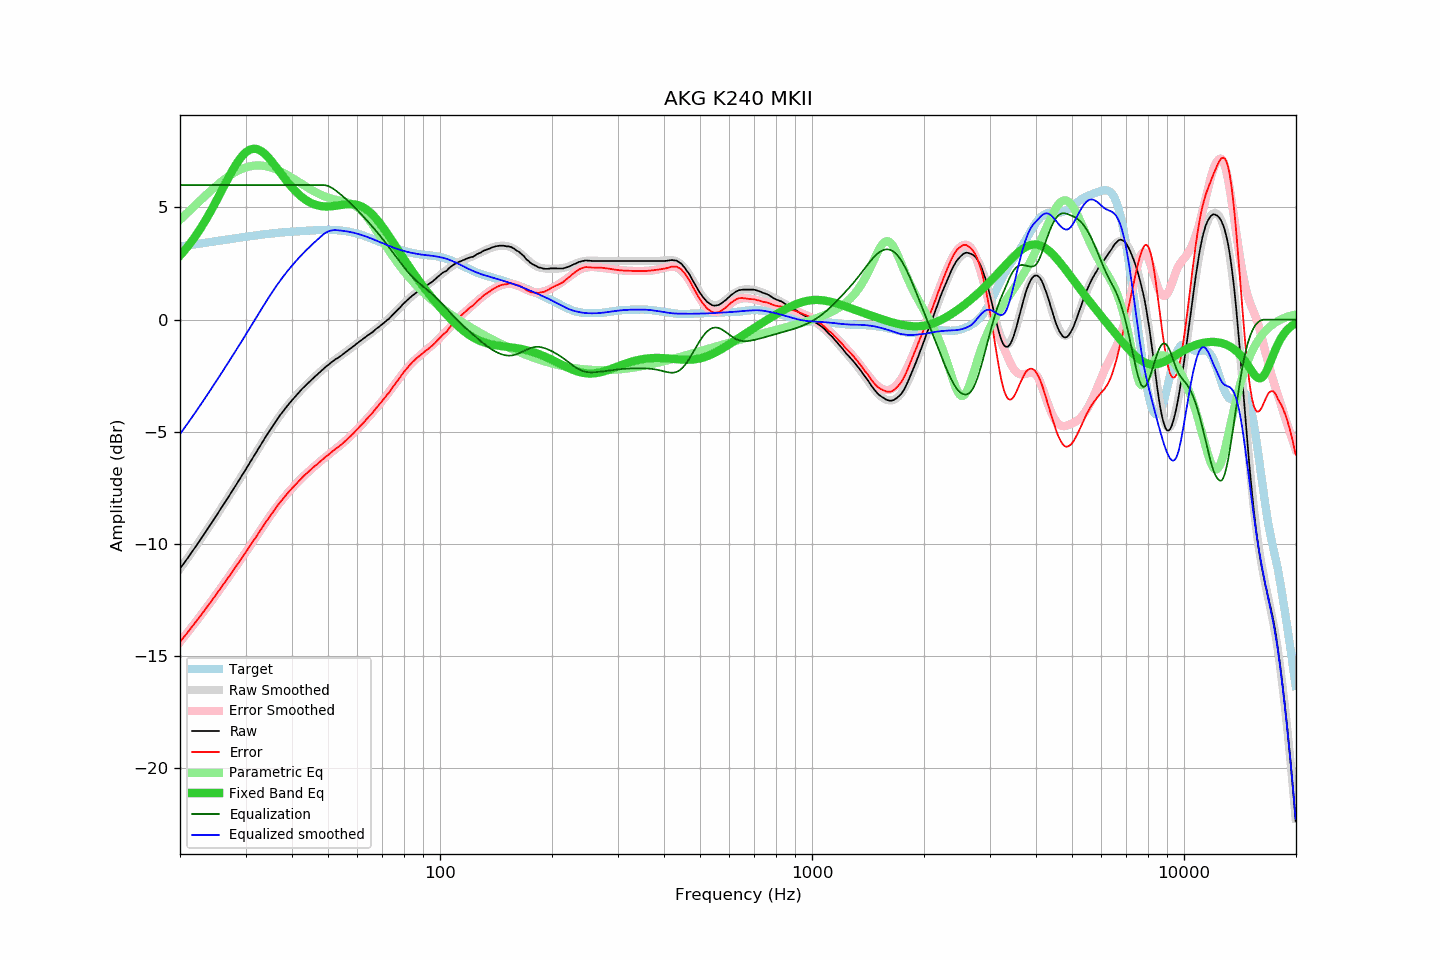 AKG K240 MKII
Amplitude (dBr)
5
0
−5
−10
−15
−20
Target
Raw Smoothed
Error Smoothed
Raw
Error
Parametric Eq
Fixed Band Eq
Equalization
Equalized smoothed
100
1000
10000
Frequency (Hz)